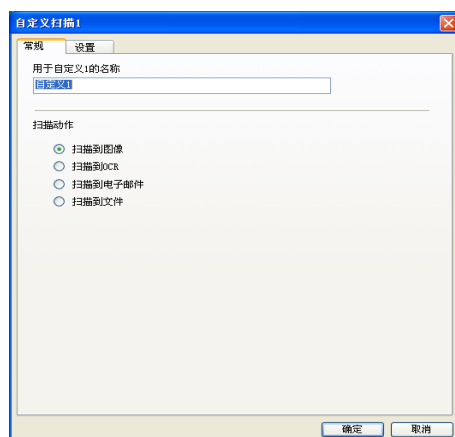 自定义扫描1
常规 设置
用于自定义1的名称
自定义1
扫描动作
扫描到图像
扫描到OCR
扫描到电子邮件
扫描到文件
确定 取消